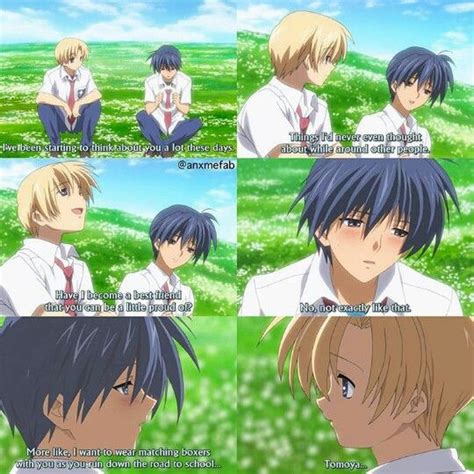 I've been starting to think about you a lot these days.
Things I'd never even thought
about while around other people.
@anxmefab
Have I become a best friend
that you can be a little proud of?
No, not exactly like that.
More like, I want to wear matching boxers
with you as you run down the road to school...
Tomoya...